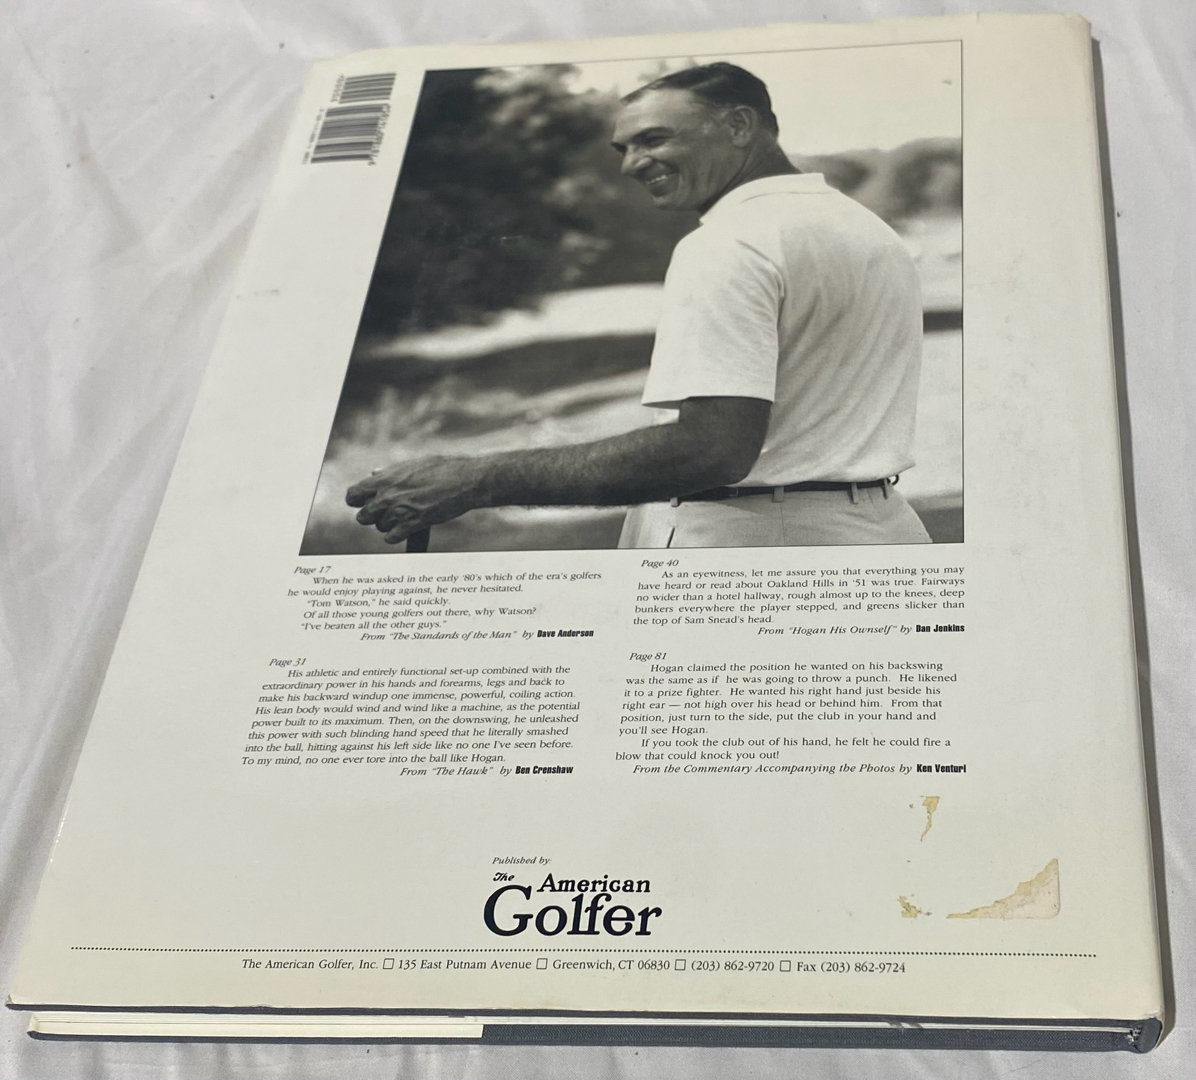 Page 17
When he was asked in the early '80's which of the era's golfers
he would enjoy playing against, he never hesitated.
"Tom Watson," he said quickly.
Of all those young golfers out there, why Watson?
"I've beaten all the other guys."
From "The Standards of the Man" by Dave Anderson
Page 31
His athletic and entirely functional set-up combined with the
extraordinary power in his hands and forearms, legs and back to
make his backward windup one immense, powerful, coiling action.
His lean body would wind and wind like a machine, as the potential
power built to its maximum. Then, on the downswing, he unleashed
this power with such blinding hand speed that he literally smashed
into the ball, hitting against his left side like no one I've seen before.
To my mind, no one ever tore into the ball like Hogan.
From "The Hawk" by Ben Crenshaw
Page 40
As an eyewitness, let me assure you that everything you may
have heard or read about Oakland Hills in '51 was true. Fairways
no wider than a hotel hallway, rough almost up to the knees, deep
bunkers everywhere the player stepped, and greens slicker than
the top of Sam Snead's head.
From "Hogan His Ownself" by Dan Jenkins
Page 81
Hogan claimed the position he wanted on his backswing
was the same as if he was going to throw a punch. He likened
it to a prize fighter. He wanted his right hand just beside his
right ear — not high over his head or behind him. From that
position, just turn to the side, put the club in your hand and
you'll see Hogan.
If you took the club out of his hand, he felt he could fire a
blow that could knock you out!
From the Commentary Accompanying the Photos by Ken Venturi
Published by:
The American
Golfer
The American Golfer, Inc. □ 135 East Putnam Avenue □ Greenwich, CT 06830 □ (203) 862-9720 □ Fax (203) 862-9724